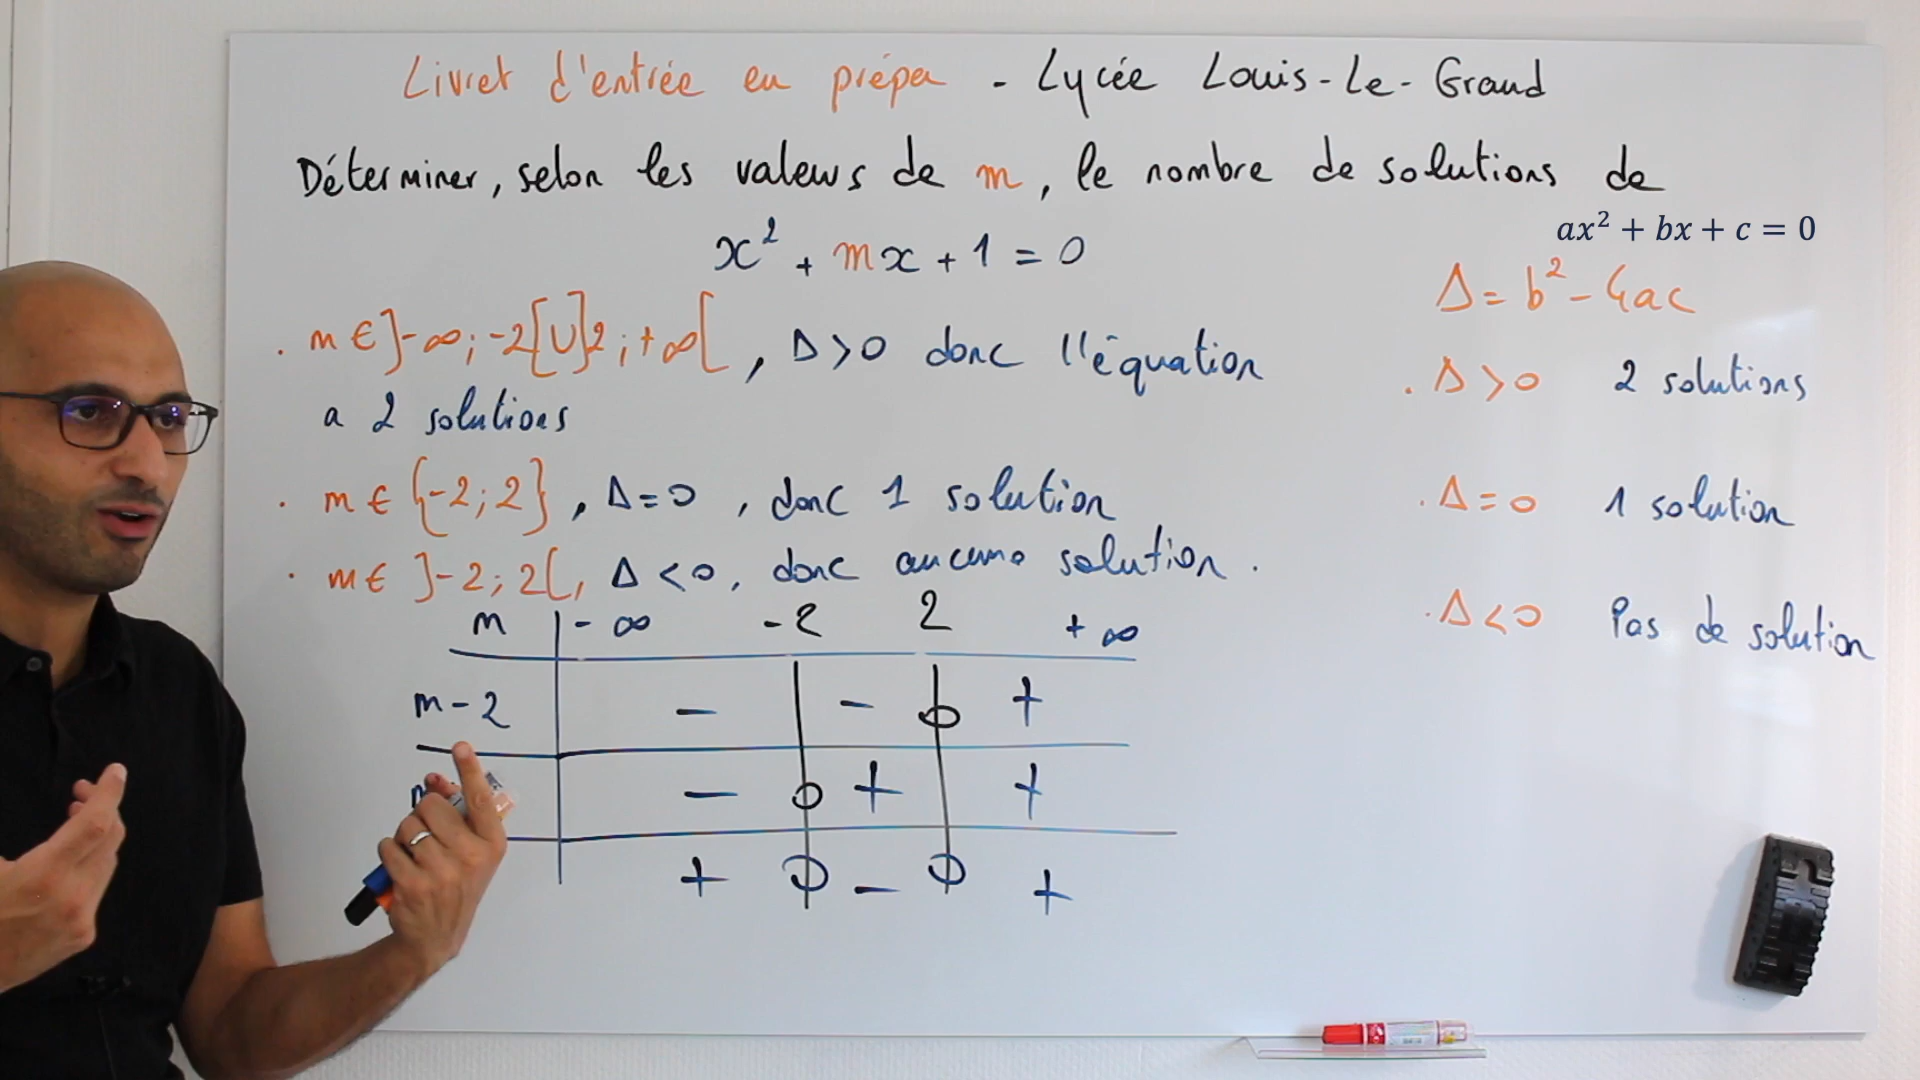 Livret d'entrée en prépa - Lycée Louis-Le-Grand
Déterminer, selon les valeurs de m, le nombre de solutions de
x² + mx + 1 = 0
. m ∈ ]-∞; -2[ U ]2; +∞[, Δ > 0 donc l'équation
a 2 solutions
. m ∈ {-2; 2}, Δ = 0, donc 1 solution
. m ∈ ]-2; 2[, Δ < 0, donc aucune solution.
m -∞ -2 2 +∞
m-2 - - 0 +
- 0 + +
+ 0 - 0 +
ax² + bx + c = 0
Δ = b² - 4ac
. Δ > 0 2 solutions
. Δ = 0 1 solution
. Δ < 0 Pas de solution